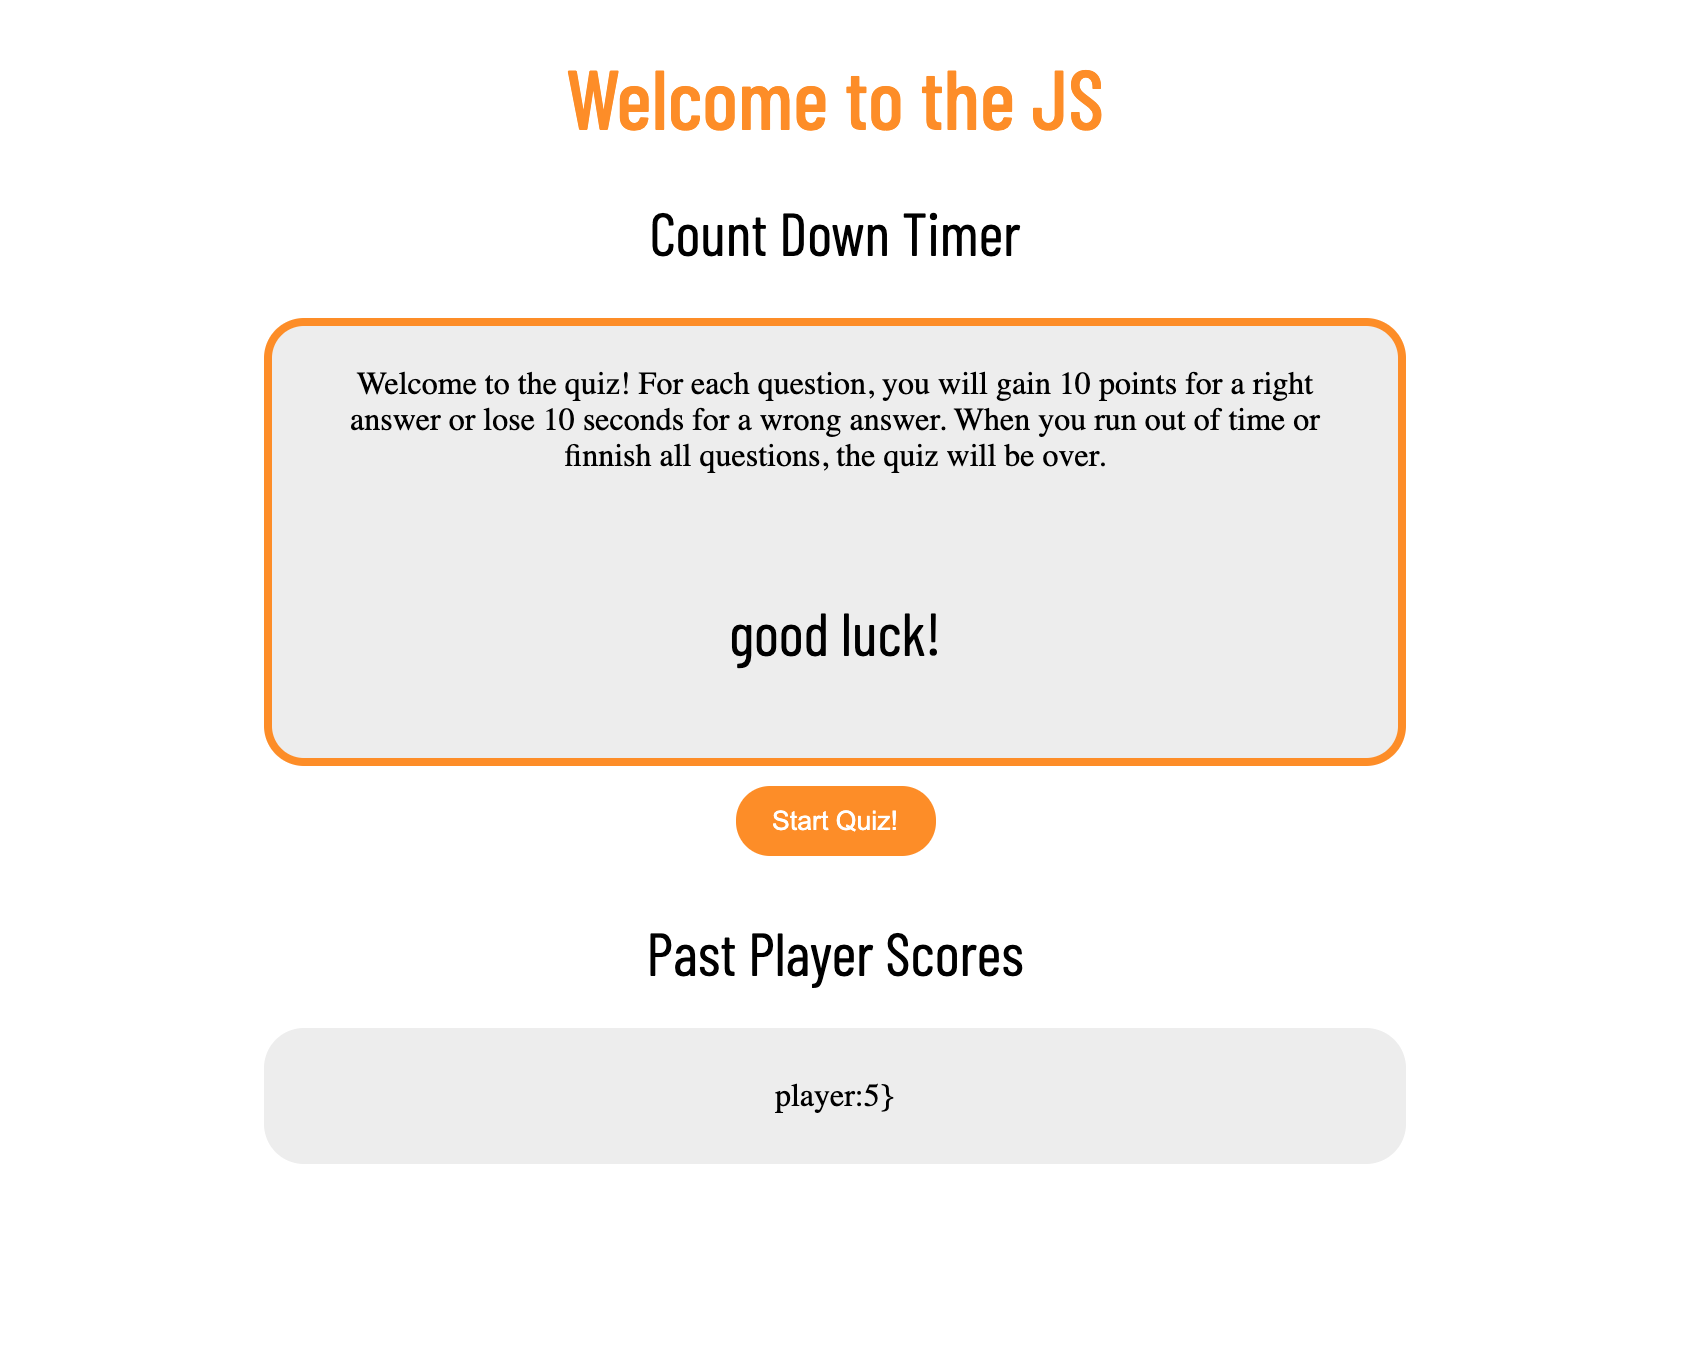 Welcome to the JS
Count Down Timer
Welcome to the quiz! For each question, you will gain 10 points for a right
answer or lose 10 seconds for a wrong answer. When you run out of time or
finnish all questions, the quiz will be over.
good luck!
Start Quiz!
Past Player Scores
player:5}